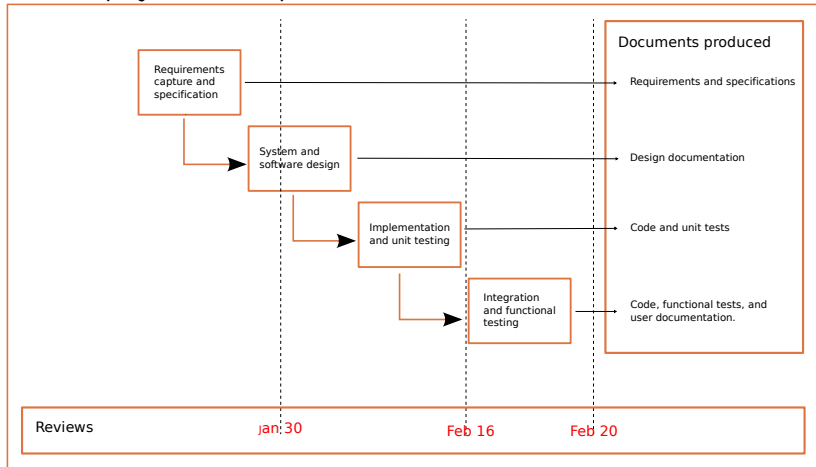 Documents produced
Requirements
capture and
specification
Requirements and specifications
System and
software design
Design documentation
Implementation
and unit testing
Code and unit tests
Integration
and functional
testing
Code, functional tests, and
user documentation.
Reviews
Jan 30
Feb 16
Feb 20